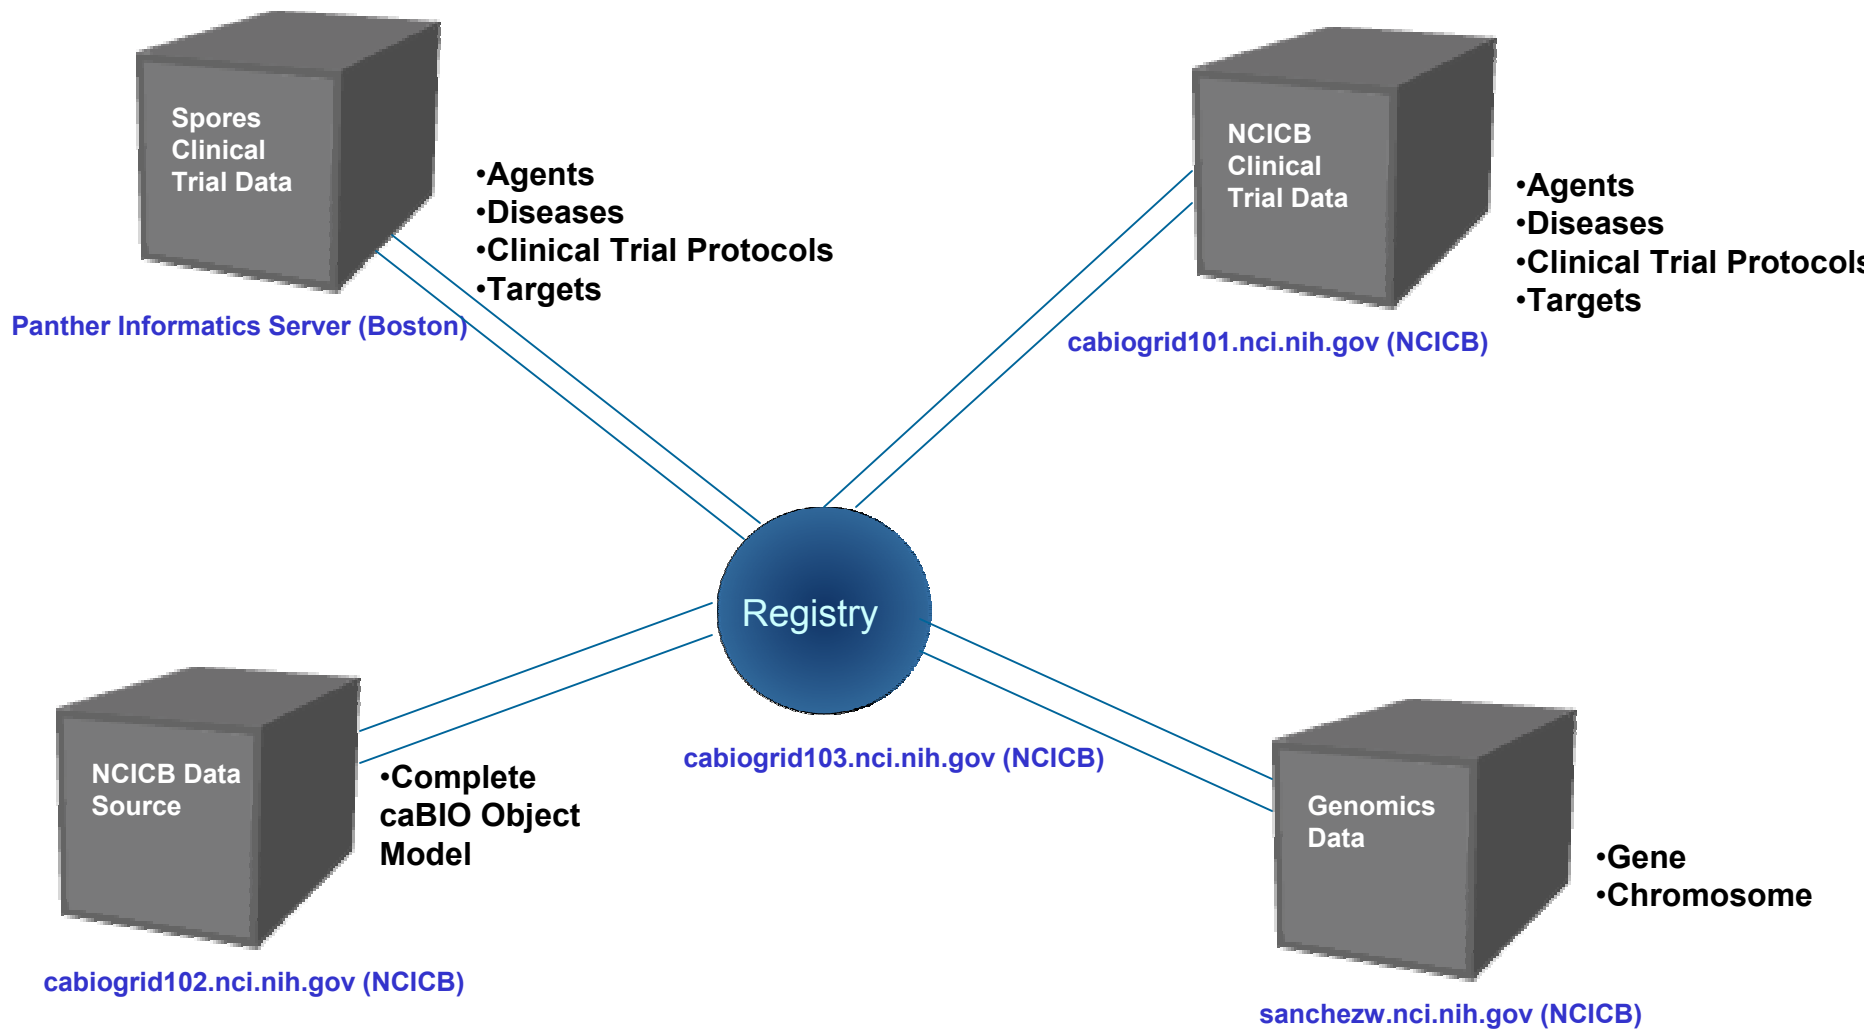 Spores
Clinical
Trial Data
•Agents
•Diseases
•Clinical Trial Protocols
•Targets
Panther Informatics Server (Boston)
NCICB
Clinical
Trial Data
•Agents
•Diseases
•Clinical Trial Protocols
•Targets
cabiogrid101.nci.nih.gov (NCICB)
Registry
cabiogrid103.nci.nih.gov (NCICB)
NCICB Data
Source
•Complete
caBIO Object
Model
cabiogrid102.nci.nih.gov (NCICB)
Genomics
Data
•Gene
•Chromosome
sanchezw.nci.nih.gov (NCICB)